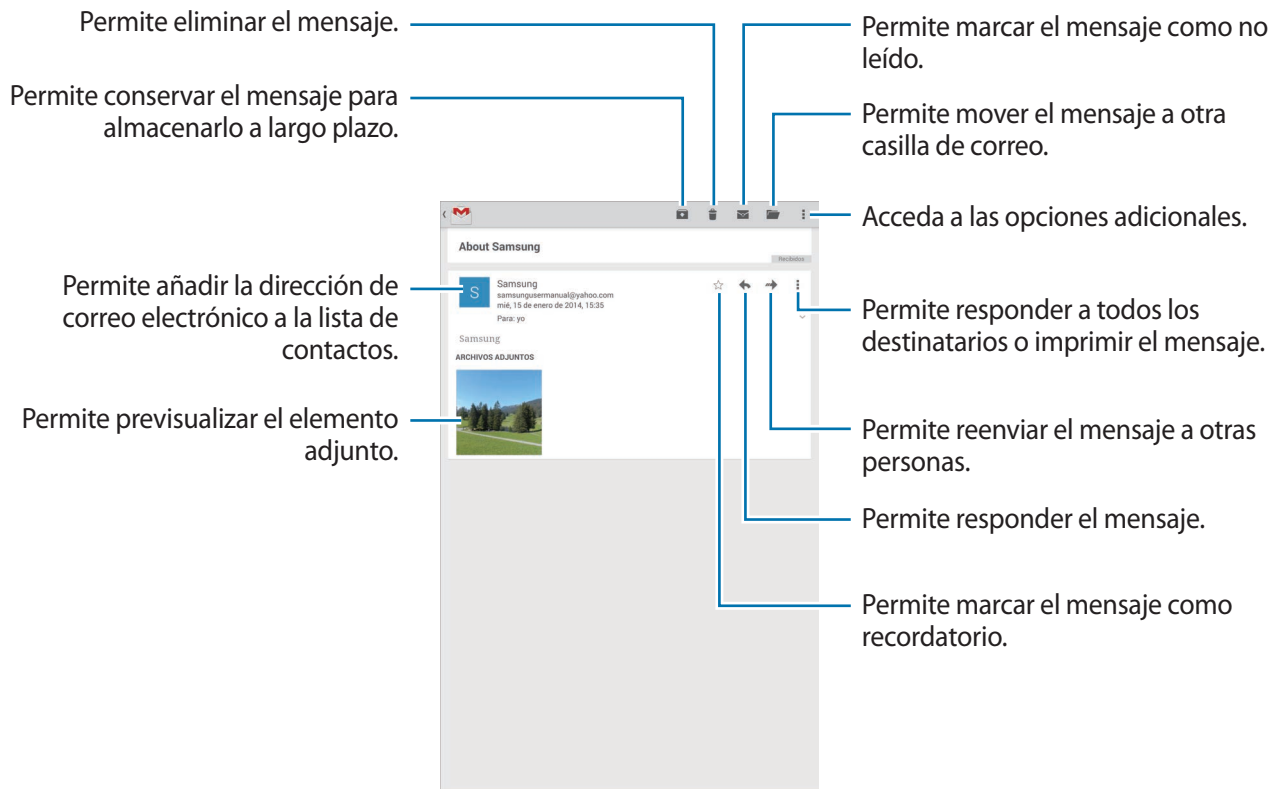 Permite eliminar el mensaje.
Permite conservar el mensaje para
almacenarlo a largo plazo.
Permite añadir la dirección de
correo electrónico a la lista de
contactos.
Permite previsualizar el elemento
adjunto.
About Samsung
Recibidos
S
Samsung
samsungusermanual@yahoo.com
mié, 15 de enero de 2014, 15:35
Para: yo
Samsung
ARCHIVOS ADJUNTOS
Permite marcar el mensaje como no
leído.
Permite mover el mensaje a otra
casilla de correo.
Acceda a las opciones adicionales.
Permite responder a todos los
destinatarios o imprimir el mensaje.
Permite reenviar el mensaje a otras
personas.
Permite responder el mensaje.
Permite marcar el mensaje como
recordatorio.